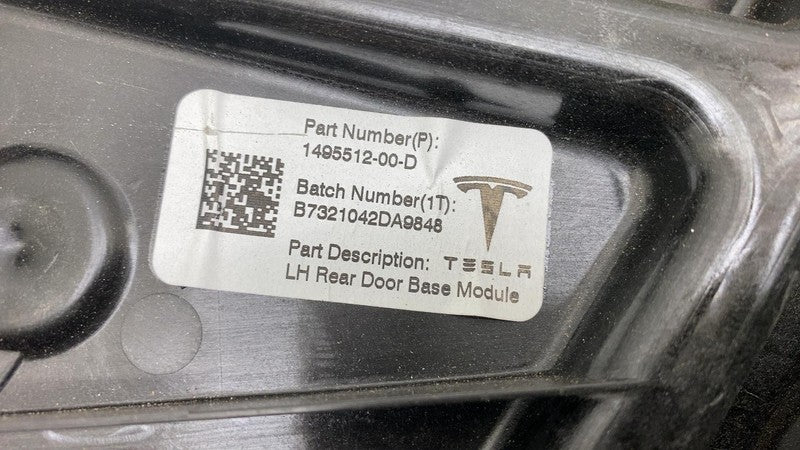 Part Number(P):
1495512-00-D
Batch Number(1T):
B7321042DA9848
Part Description: TESLA
LH Rear Door Base Module